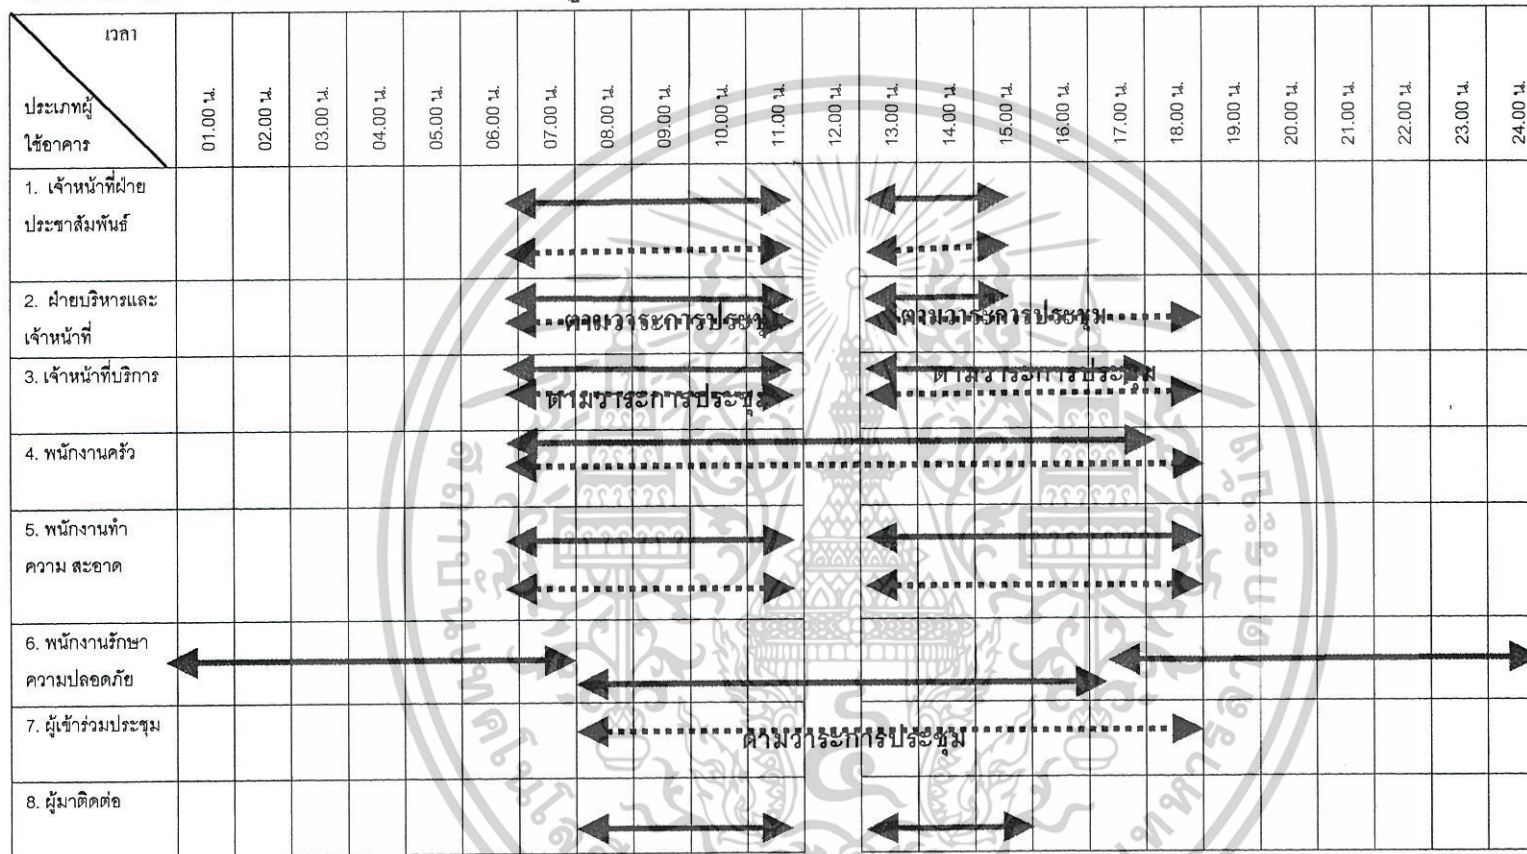 เวลา
ประเภทผู้
ใช้อาคาร
01.00 น.
02.00 น.
03.00 น.
04.00 น.
05.00 น.
06.00 น.
07.00 น.
08.00 น.
09.00 น.
10.00 น.
11.00 น.
12.00 น.
13.00 น.
14.00 น.
15.00 น.
16.00 น.
17.00 น.
18.00 น.
19.00 น.
20.00 น.
21.00 น.
22.00 น.
23.00 น.
24.00 น.
1. เจ้าหน้าที่ฝ่าย
ประชาสัมพันธ์
2. ฝ่ายบริหารและ
เจ้าหน้าที่
ตามวาระการประชุม
ตามวาระการประชุม
3. เจ้าหน้าที่บริการ
ตามวาระการประชุม
ตามวาระการประชุม
4. พนักงานครัว
5. พนักงานทำ
ความ สะอาด
6. พนักงานรักษา
ความปลอดภัย
7. ผู้เข้าร่วมประชุม
ตามวาระการประชุม
8. ผู้มาติดต่อ